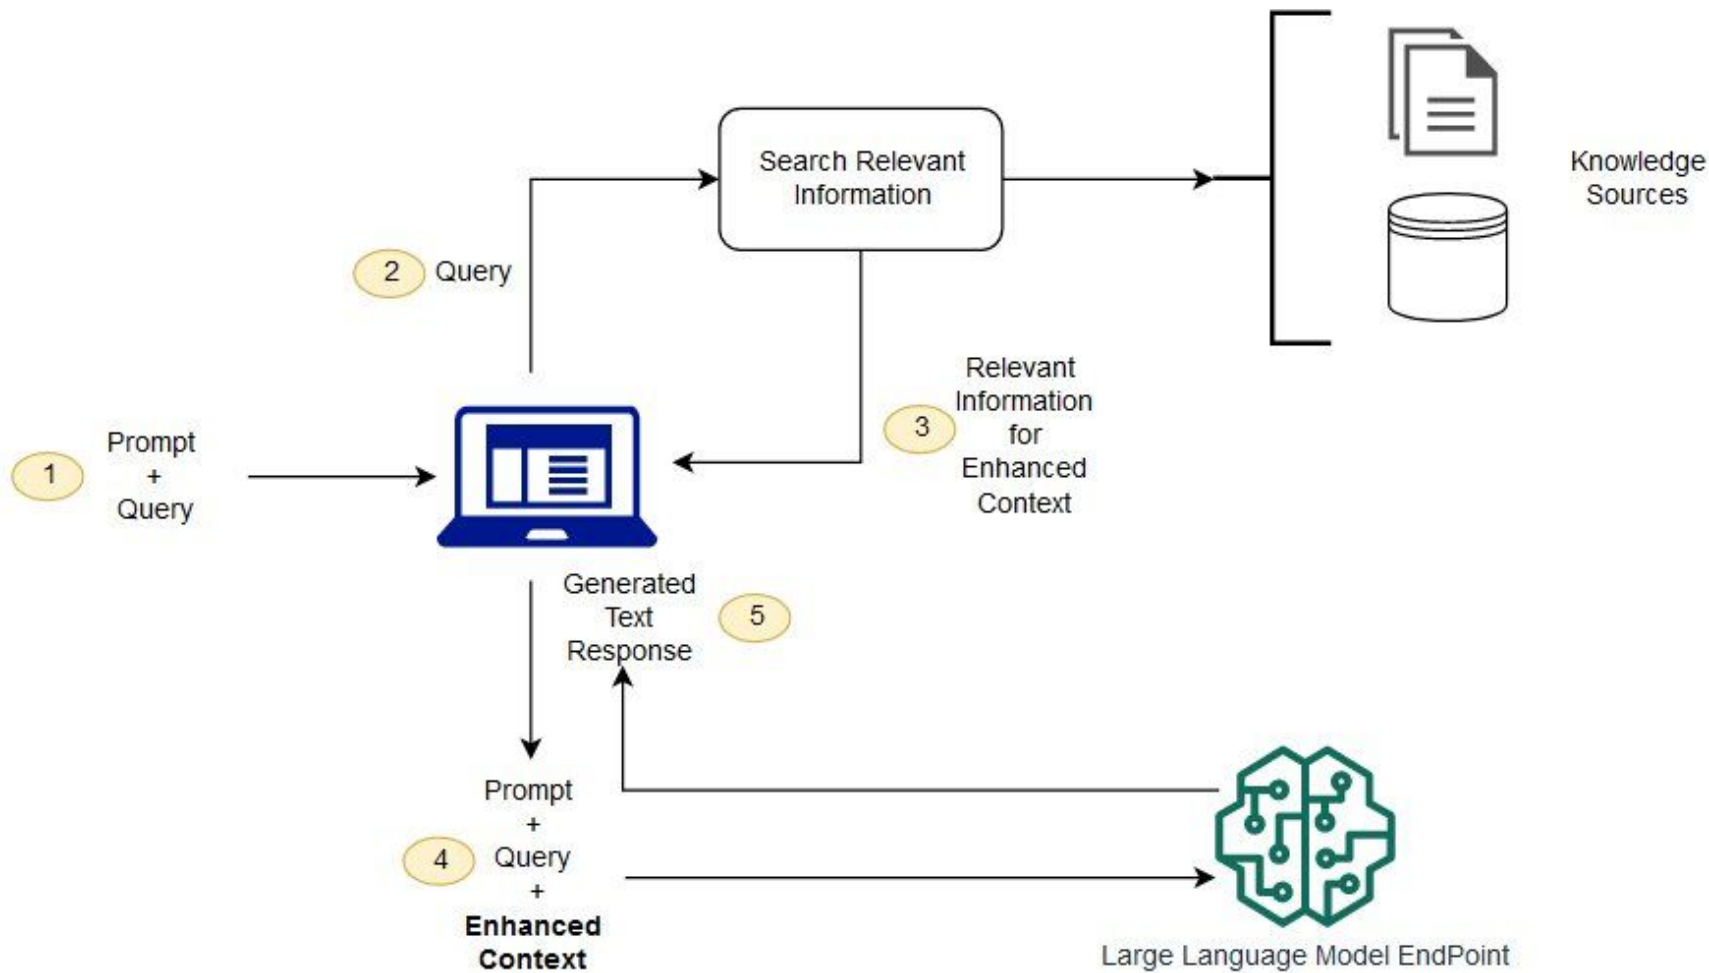 Search Relevant
Information
Knowledge
Sources
2
Query
Relevant
Information
for
Enhanced
Context
3
1
Prompt
+
Query
Generated
Text
Response
5
Prompt
+
4
Query
+
Enhanced
Context
Large Language Model EndPoint